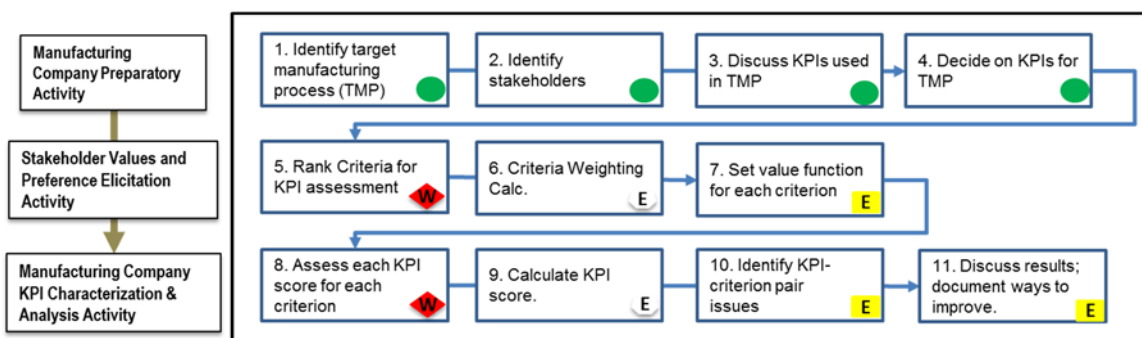 Manufacturing
Company Preparatory
Activity
1. Identify target
manufacturing
process (TMP)
2. Identify
stakeholders
3. Discuss KPIs used
in TMP
4. Decide on KPIs for
TMP
Stakeholder Values and
Preference Elicitation
Activity
5. Rank Criteria for
KPI assessment
W
6. Criteria Weighting
Calc.
E
7. Set value function
for each criterion
E
Manufacturing Company
KPI Characterization &
Analysis Activity
8. Assess each KPI
score for each
criterion
W
9. Calculate KPI
score.
E
10. Identify KPI-
criterion pair
issues
E
11. Discuss results;
document ways to
improve.
E